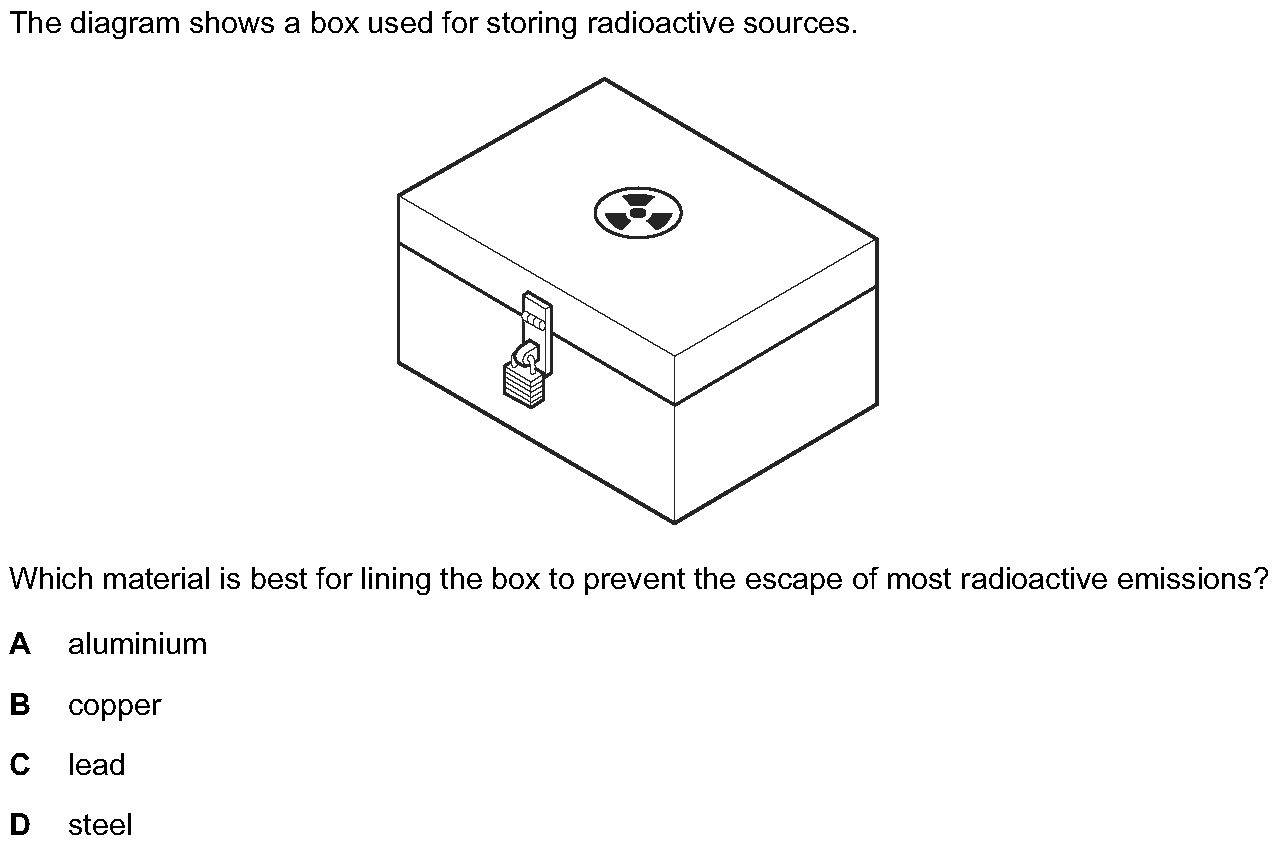 The diagram shows a box used for storing radioactive sources.
Which material is best for lining the box to prevent the escape of most radioactive emissions?
A aluminium
B copper
C lead
D steel